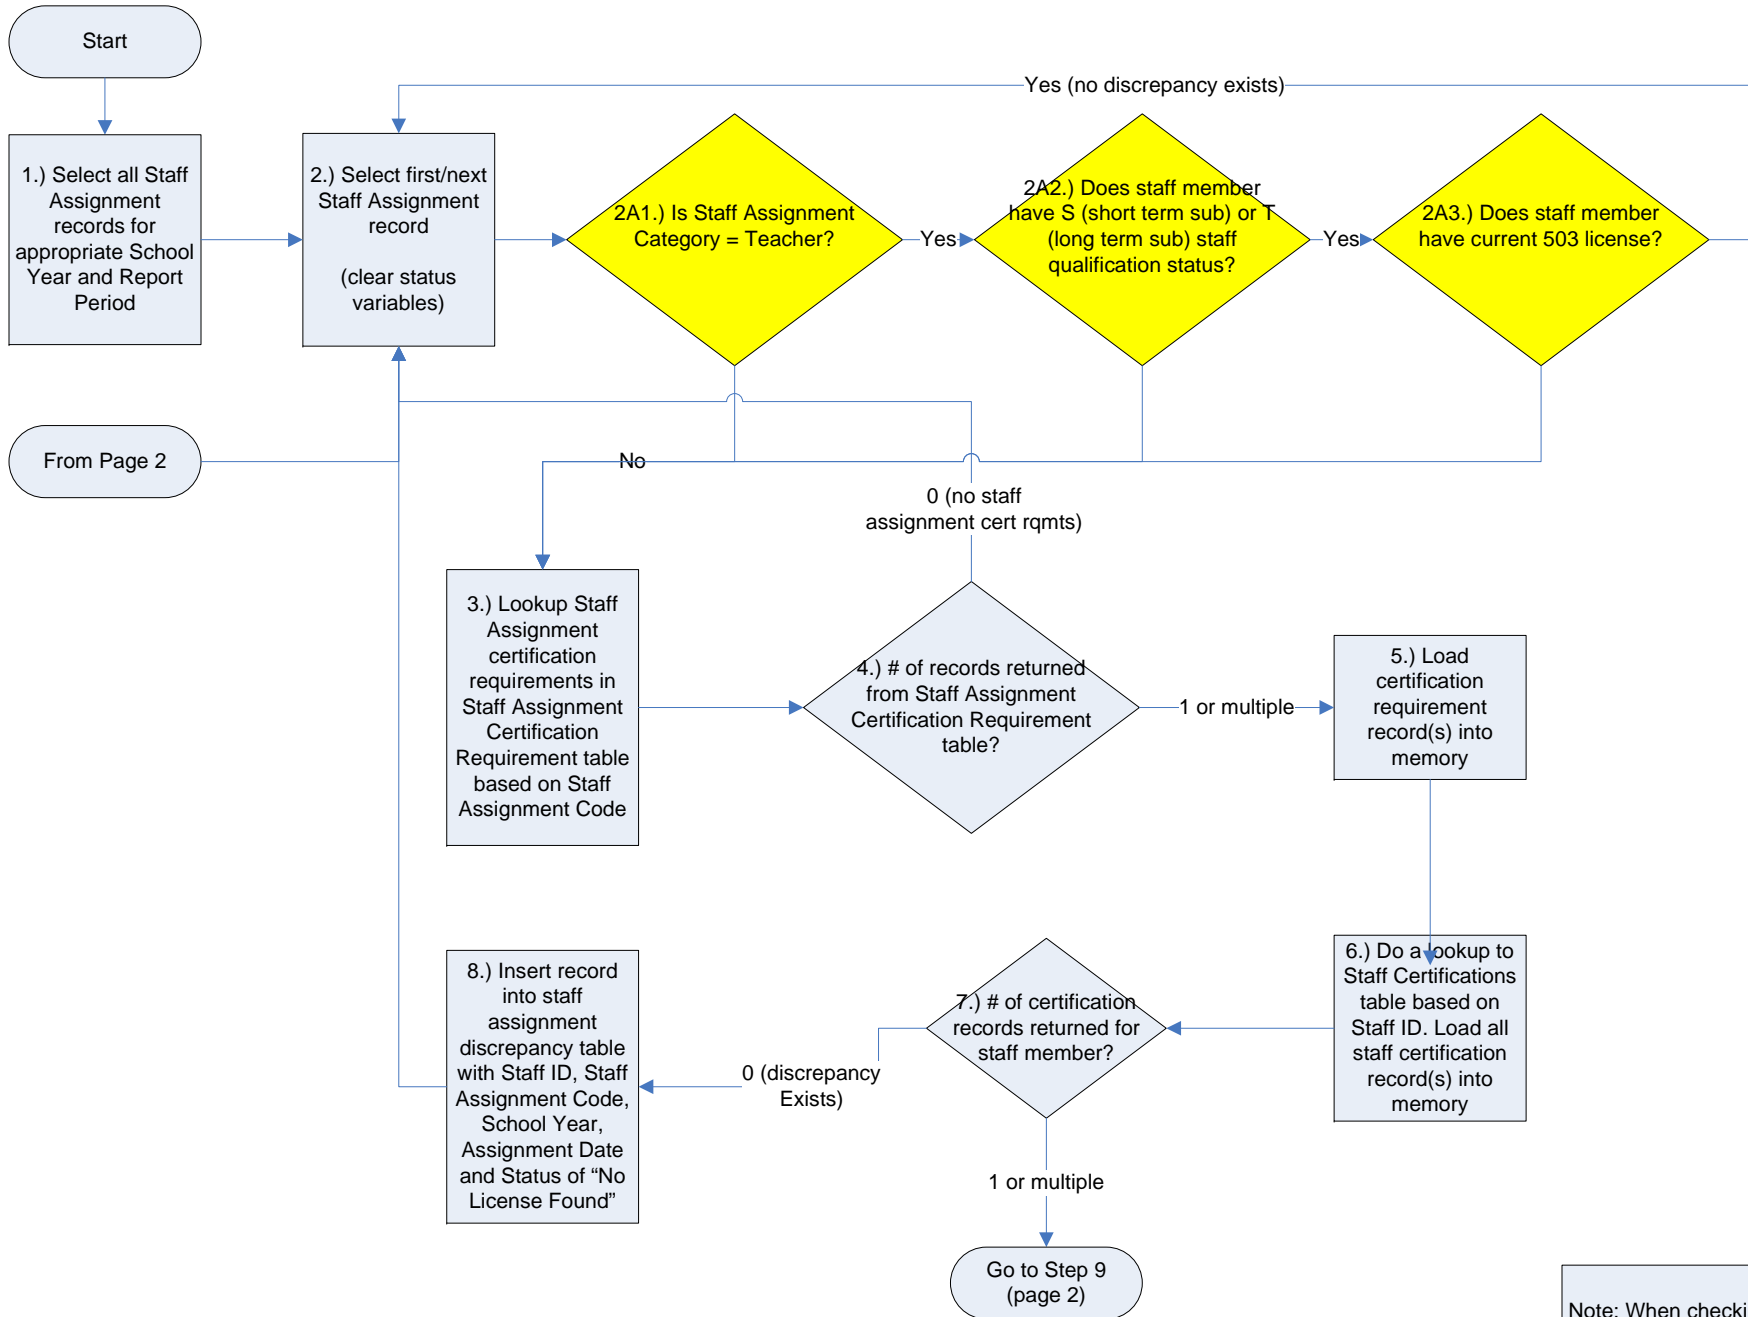 Start
Yes (no discrepancy exists)
1.) Select all Staff
Assignment
records for
appropriate School
Year and Report
Period
2.) Select first/next
Staff Assignment
record
(clear status
variables)
2A1.) Is Staff Assignment
Category = Teacher?
Yes
2A2.) Does staff member
have S (short term sub) or T
(long term sub) staff
qualification status?
Yes
2A3.) Does staff member
have current 503 license?
From Page 2
No
0 (no staff
assignment cert rqmts)
3.) Lookup Staff
Assignment
certification
requirements in
Staff Assignment
Certification
Requirement table
based on Staff
Assignment Code
4.) # of records returned
from Staff Assignment
Certification Requirement
table?
1 or multiple
5.) Load
certification
requirement
record(s) into
memory
6.) Do a lookup to
Staff Certifications
table based on
Staff ID. Load all
staff certification
record(s) into
memory
7.) # of certification
records returned for
staff member?
0 (discrepancy
Exists)
8.) Insert record
into staff
assignment
discrepancy table
with Staff ID, Staff
Assignment Code,
School Year,
Assignment Date
and Status of “No
License Found”
1 or multiple
Go to Step 9
(page 2)
Note: When checki